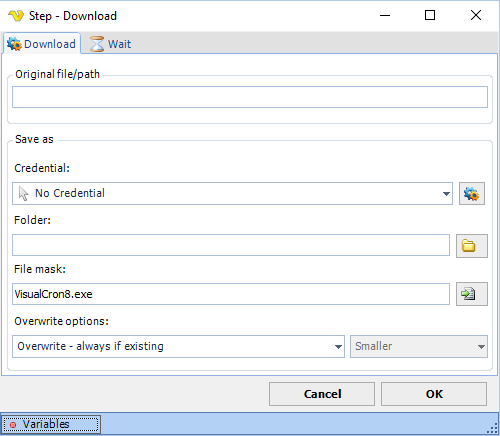 Step - Download
Download Wait
Original file/path
Save as
Credential:
No Credential
Folder:
File mask:
VisualCron8.exe
Overwrite options:
Overwrite - always if existing Smaller
Cancel OK
Variables